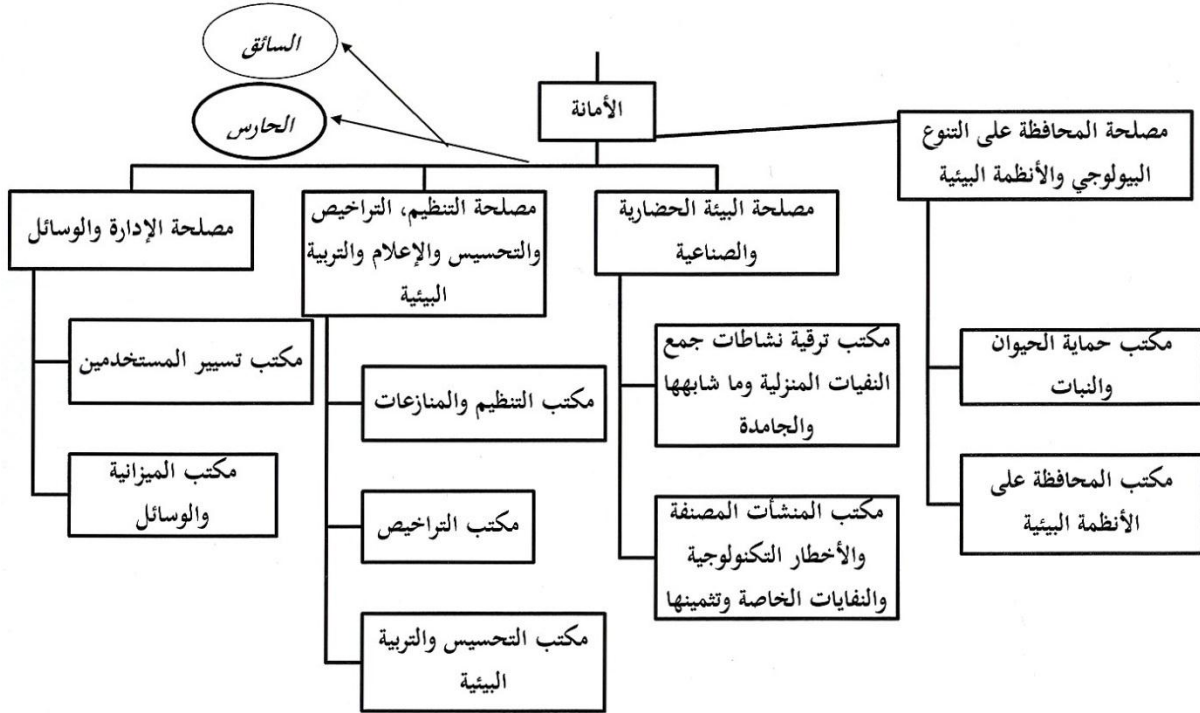 السائق
الحارس
الأمانة
مصلحة المحافظة على التنوع
البيولوجي والأنظمة البيئية
مكتب حماية الحيوان
والنبات
مكتب المحافظة على
الأنظمة البيئية
مصلحة البيئة الحضارية
والصناعية
مكتب ترقية نشاطات جمع
النفيات المنزلية وما شابهها
والجامدة
مكتب المنشأت المصنفة
والأخطار التكنولوجية
والنفايات الخاصة وتثمينها
مصلحة التنظيم، التراخيص
والتحسيس والإعلام والتربية
البيئية
مكتب التنظيم والمنازعات
مكتب التراخيص
مكتب التحسيس والتربية
البيئية
مصلحة الإدارة والوسائل
مكتب تسيير المستخدمين
مكتب الميزانية
والوسائل